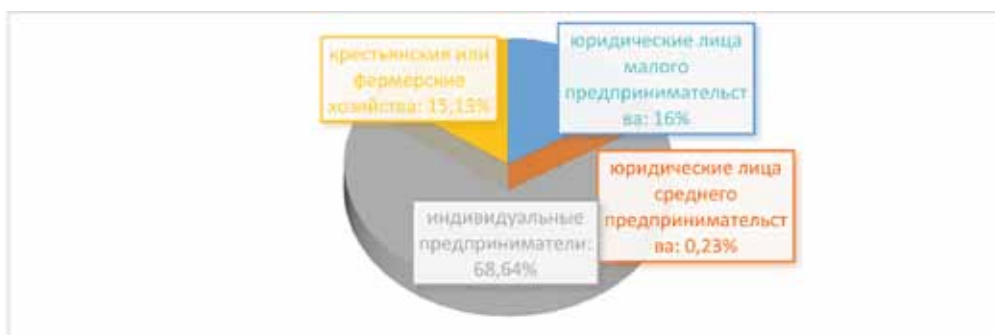 крестьянския или
фермерские
хозяйства: 15,13%
юридические лица
малого
предпринимательст
ва: 16%
юридические лица
среднего
предпринимательст
ва: 0,23%
индивидуальные
предприниматели:
68,64%